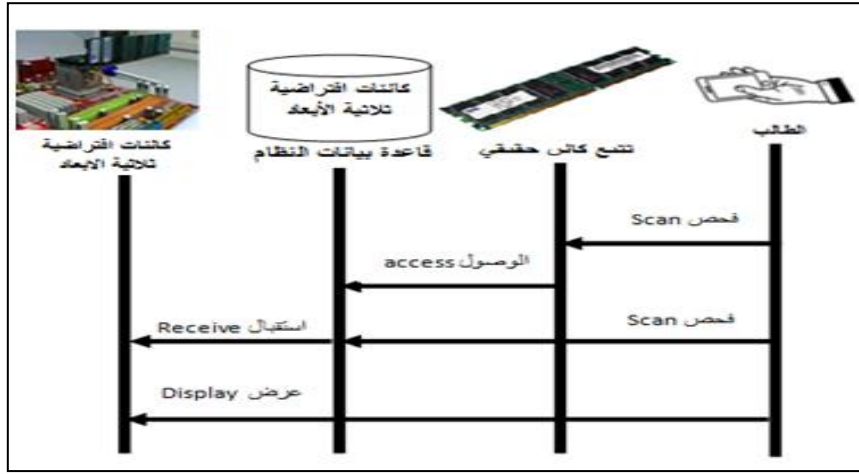 كائنات افتراضية
ثلاثية الأبعاد
الطالب
تتبع كائن حقيقي
قاعدة بيانات النظام
كائنات افتراضية
ثلاثية الابعاد
فحص Scan
الوصول access
فحص Scan
استقبال Receive
عرض Display